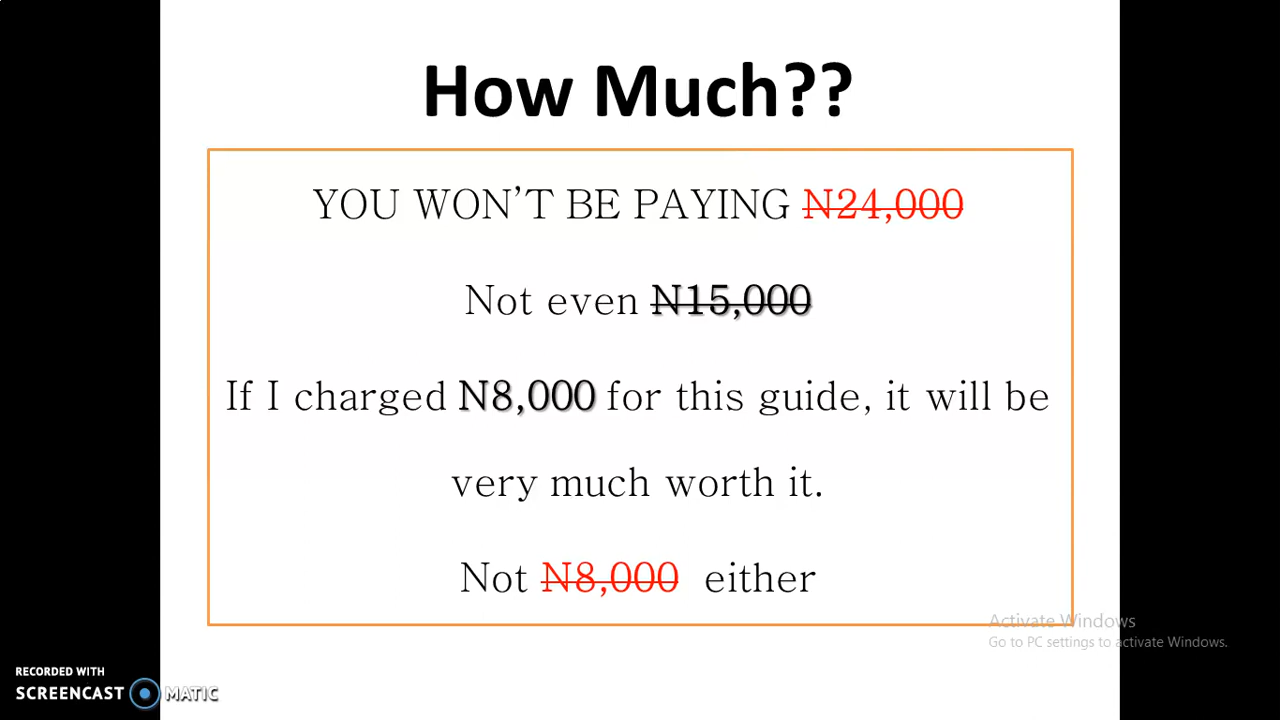 How Much??
YOU WON'T BE PAYING N24,000
Not even N15,000
If I charged N8,000 for this guide, it will be
very much worth it.
Not N8,000 either
Activate Windows
Go to PC settings to activate Windows.
RECORDED WITH
SCREENCAST MATIC